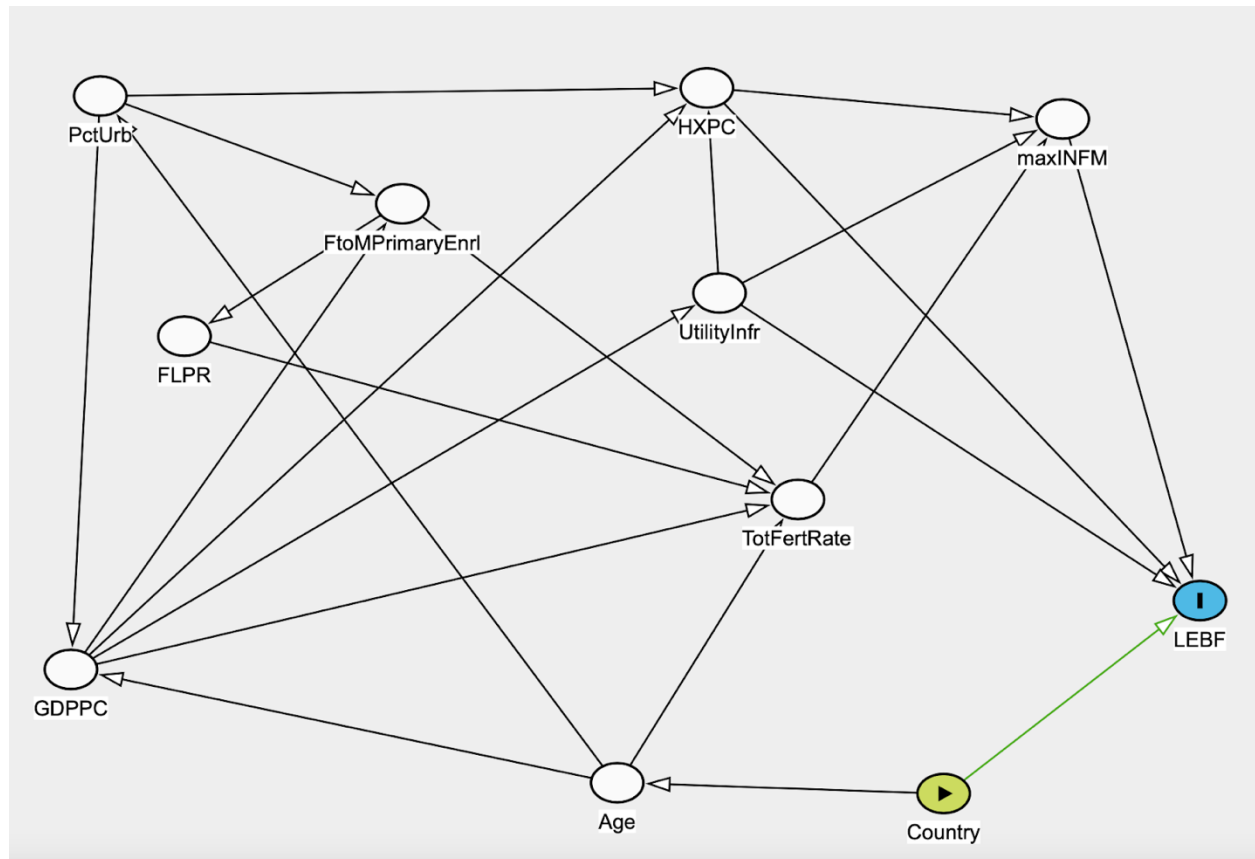 PctUrb
HXPC
maxINFM
FtoMPrimaryEnrl
UtilityInfr
FLPR
TotFertRate
LEBF
GDPPC
Age
Country